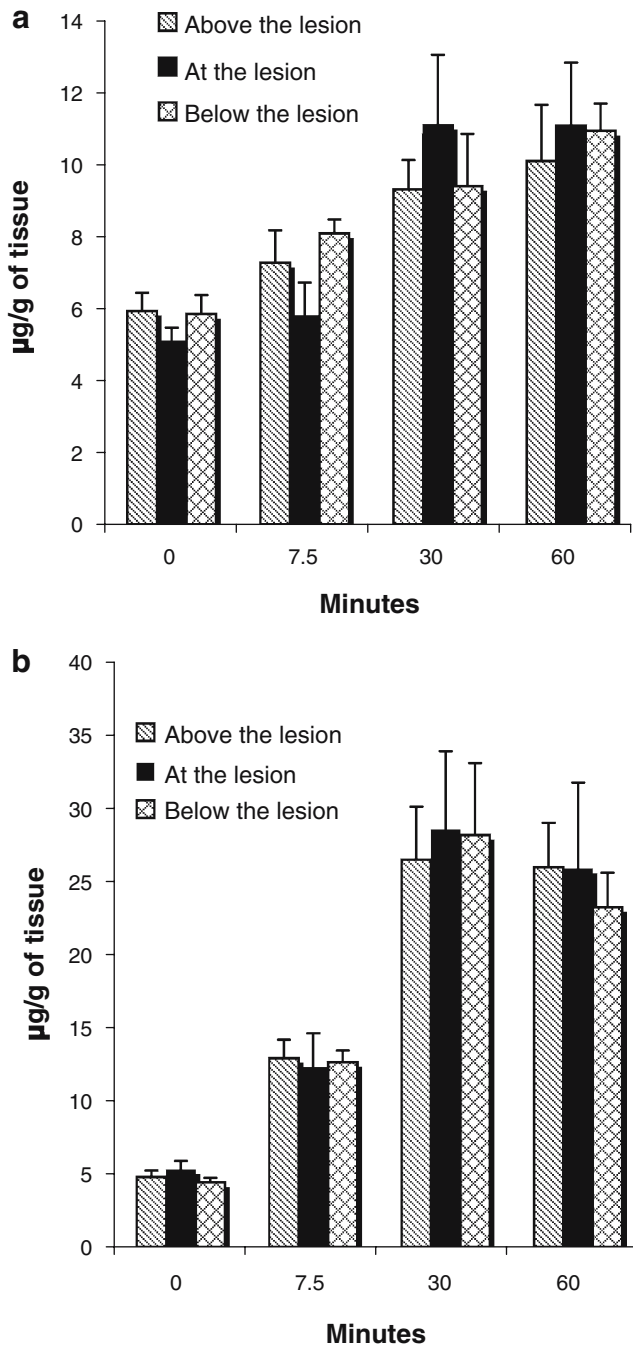 a
14
12
10
8
6
4
2
0
Above the lesion
At the lesion
Below the lesion
µg/g of tissue
0 7.5 30 60
Minutes
b
40
35
30
25
20
15
10
5
0
Above the lesion
At the lesion
Below the lesion
µg/g of tissue
0 7.5 30 60
Minutes